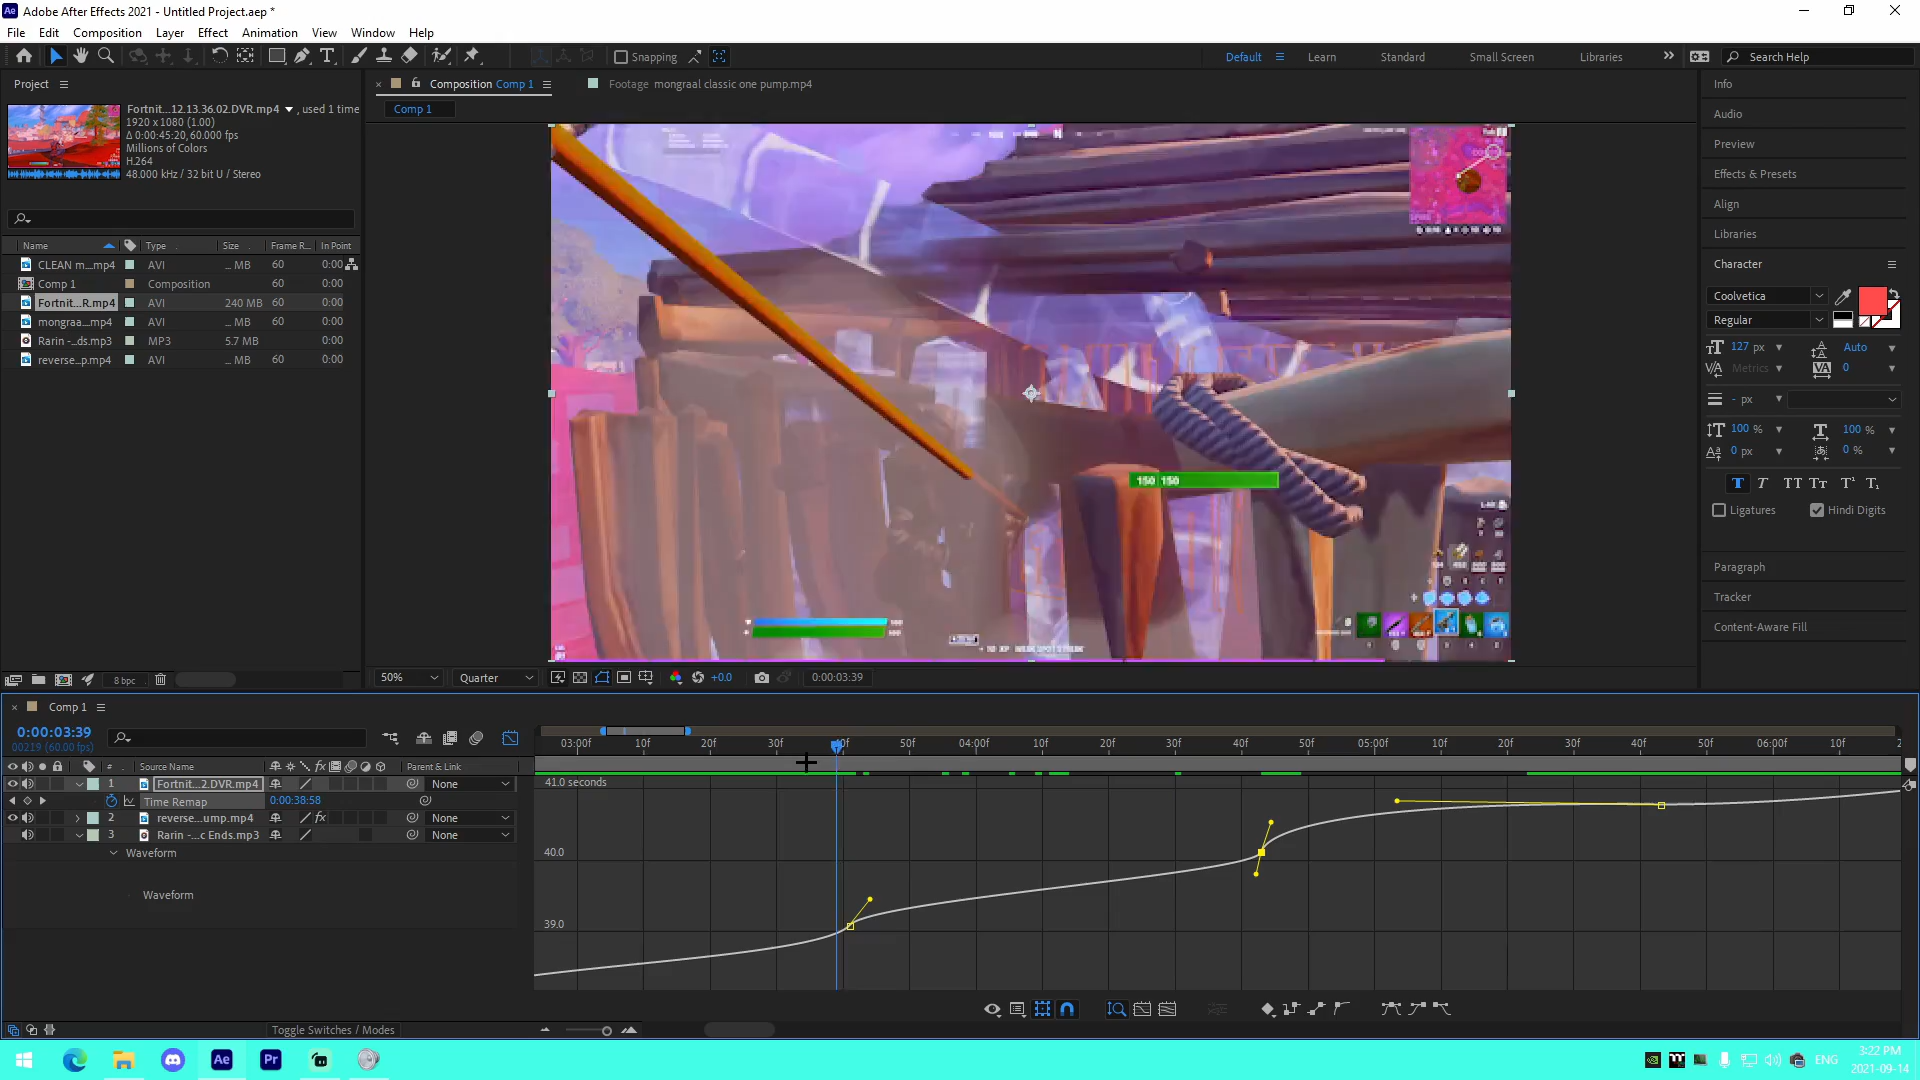 Adobe After Effects 2021 - Untitled Project.aep *
File Edit Composition Layer Effect Animation View Window Help
Snapping
Default Learn Standard Small Screen Libraries Search Help
Project
Fortnit...12.13.36.02.DVR.mp4 , used 1 time
1920 x 1080 (1.00)
Δ 0:00:45:20, 60.000 fps
Millions of Colors
H.264
48.000 kHz / 32 bit U / Stereo
Name Type Size Frame R... In Point
CLEAN m....mp4 AVI ... MB 60 0:00
Comp 1 Composition 60 0:00
Fortnit...R.mp4 AVI 240 MB 60 0:00
mongraa....mp4 AVI ... MB 60 0:00
Rarin -...ds.mp3 MP3 5.7 MB 0:00
reverse...p.mp4 AVI ... MB 60 0:00
8 bpc
Composition Comp 1
Footage mongraal classic one pump.mp4
Comp 1
150 150
50% Quarter +0.0 0:00:03:39
Info
Audio
Preview
Effects & Presets
Align
Libraries
Character
Coolvetica
Regular
127 px Auto
Metrics 0
- px
100 % 100 %
0 px 0 %
Ligatures Hindi Digits
Paragraph
Tracker
Content-Aware Fill
Comp 1
0:00:03:39
00219 (60.00 fps)
# Source Name Parent & Link
1 Fortnit...2.DVR.mp4 None
Time Remap 0:00:38:58
2 reverse...ump.mp4 None
3 Rarin -...c Ends.mp3 None
Waveform
Waveform
Toggle Switches / Modes
03:00f 10f 20f 30f 40f 50f 04:00f 10f 20f 30f 40f 50f 05:00f 10f 20f 30f 40f 50f 06:00f 10f 2
41.0 seconds
40.0
39.0
ENG
3:22 PM
2021-09-14